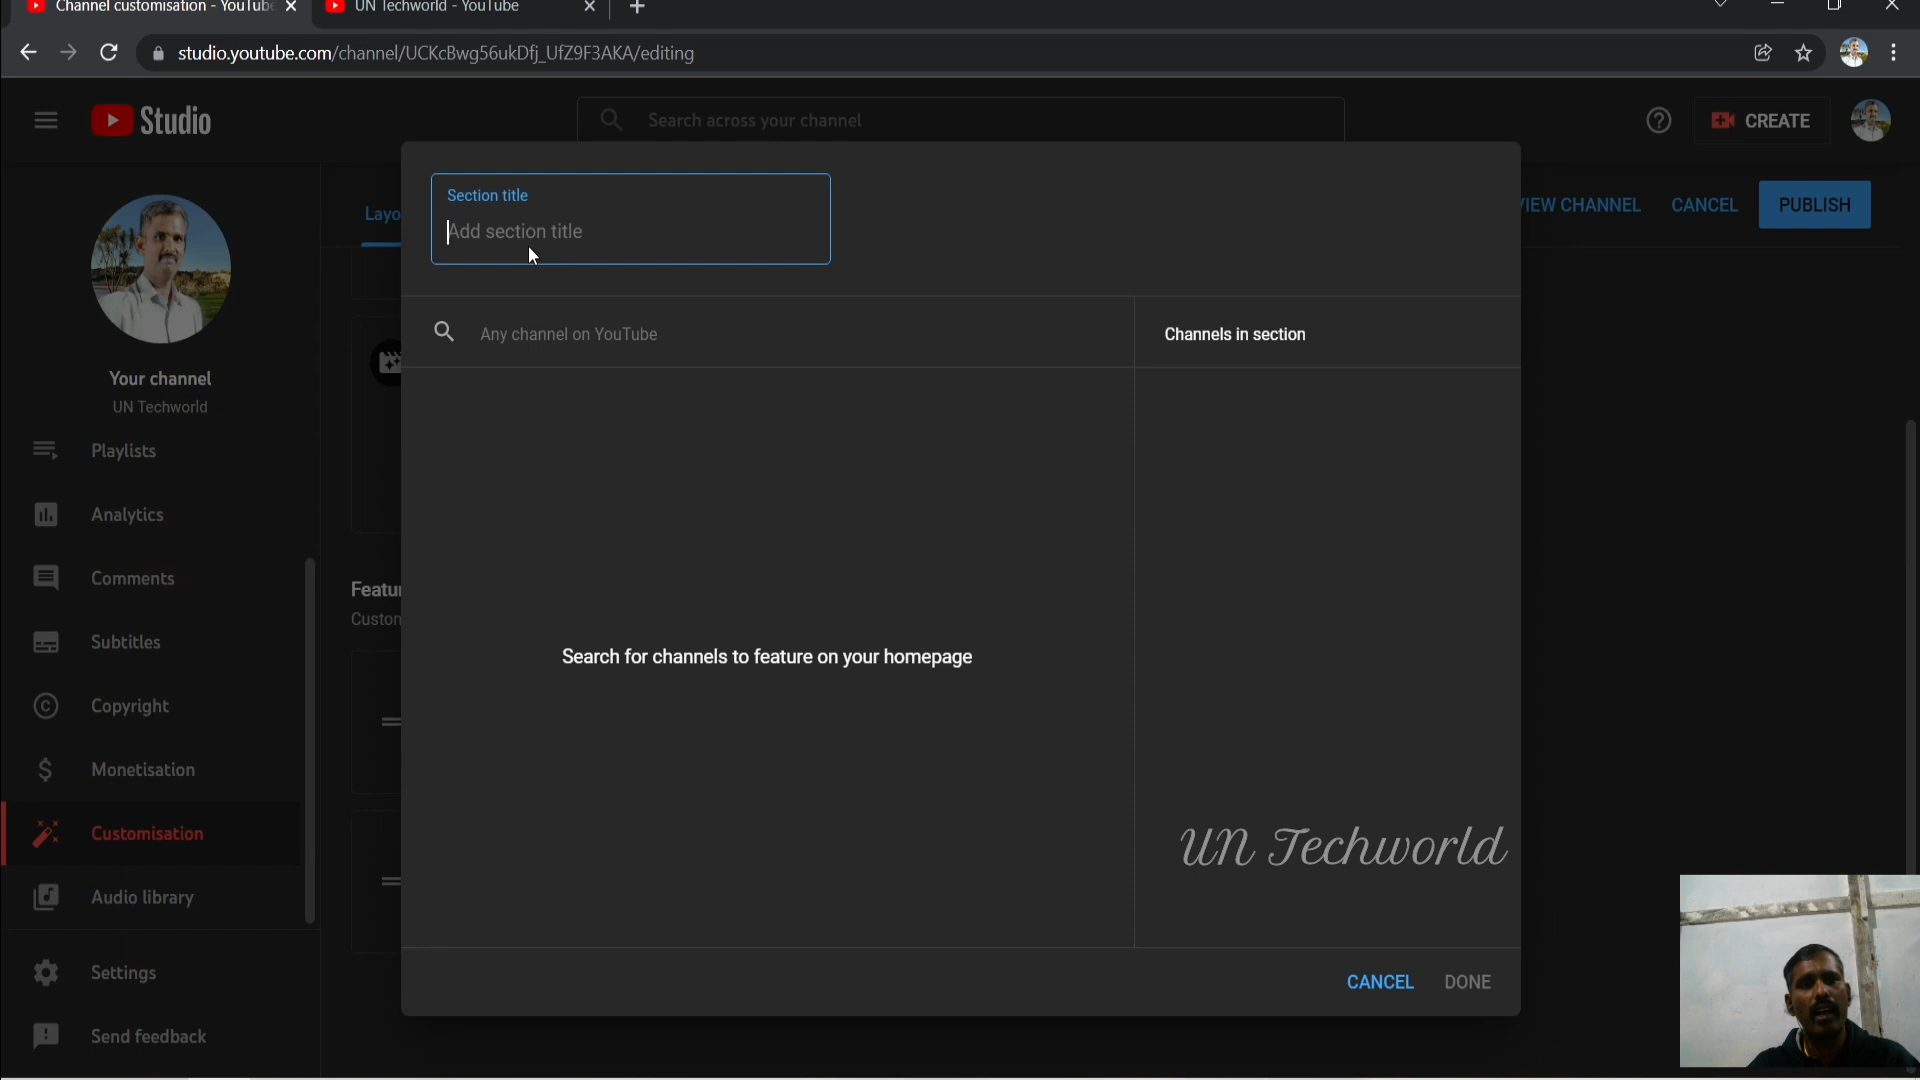 Channel customisation - YouTube
UN Techworld - YouTube
studio.youtube.com/channel/UCKcBwg56ukDfj_UfZ9F3AKA/editing
Studio
Search across your channel
CREATE
Section title
Add section title
Layo
VIEW CHANNEL
CANCEL
PUBLISH
Any channel on YouTube
Channels in section
Your channel
UN Techworld
Playlists
Analytics
Comments
Subtitles
Copyright
Monetisation
Customisation
Audio library
Settings
Send feedback
Featu
Custon
Search for channels to feature on your homepage
UN Techworld
CANCEL
DONE